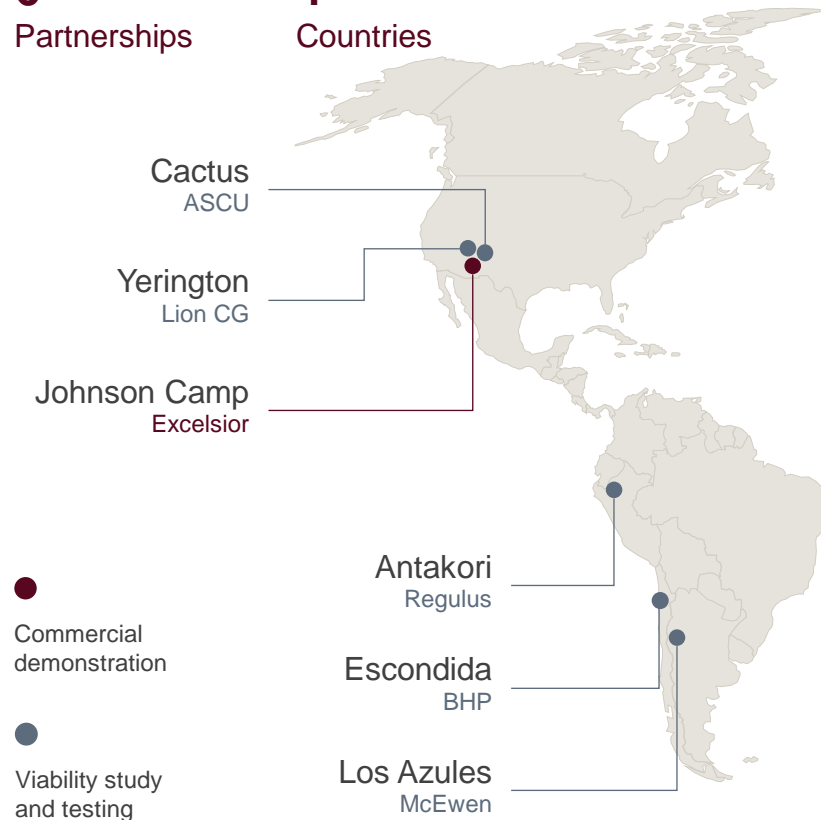 Partnerships
Countries
Cactus
ASCU
Yerington
Lion CG
Johnson Camp
Excelsior
Antakori
Regulus
Escondida
BHP
Los Azules
McEwen
Commercial
demonstration
Viability study
and testing